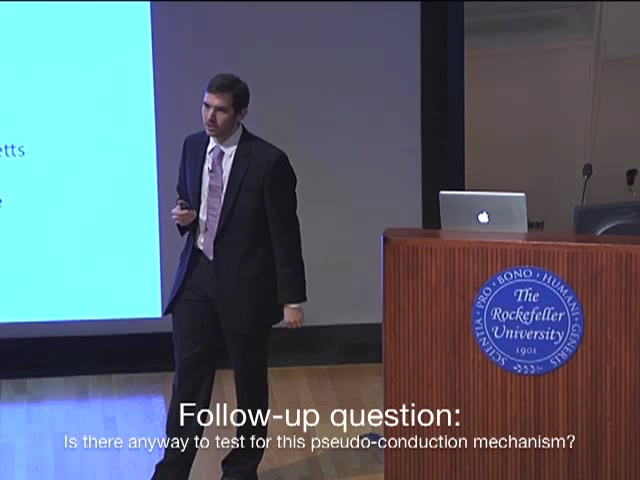 etts
e
SCIENTIA · PRO · BONO · HUMANI · GENERIS
The
Rockefeller
University
1901
Follow-up question:
Is there anyway to test for this pseudo-conduction mechanism?